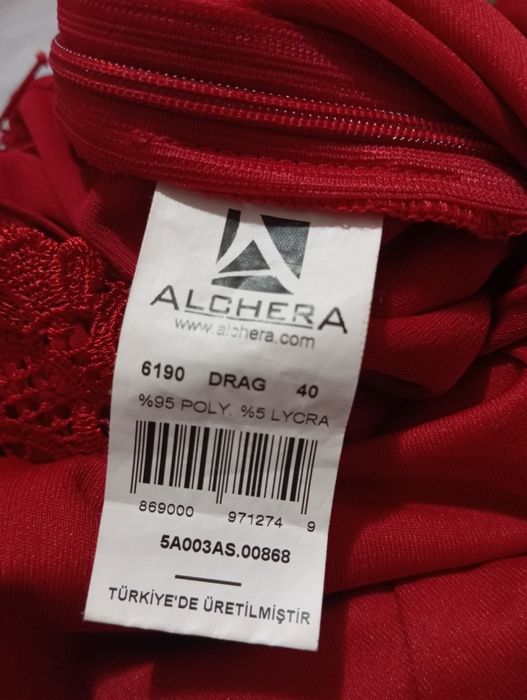 ALCHERA
www.alchera.com
6190 DRAG 40
%95 POLY. %5 LYCRA
869000 971274 9
5A003AS.00868
TÜRKİYE'DE ÜRETİLMİŞTİR